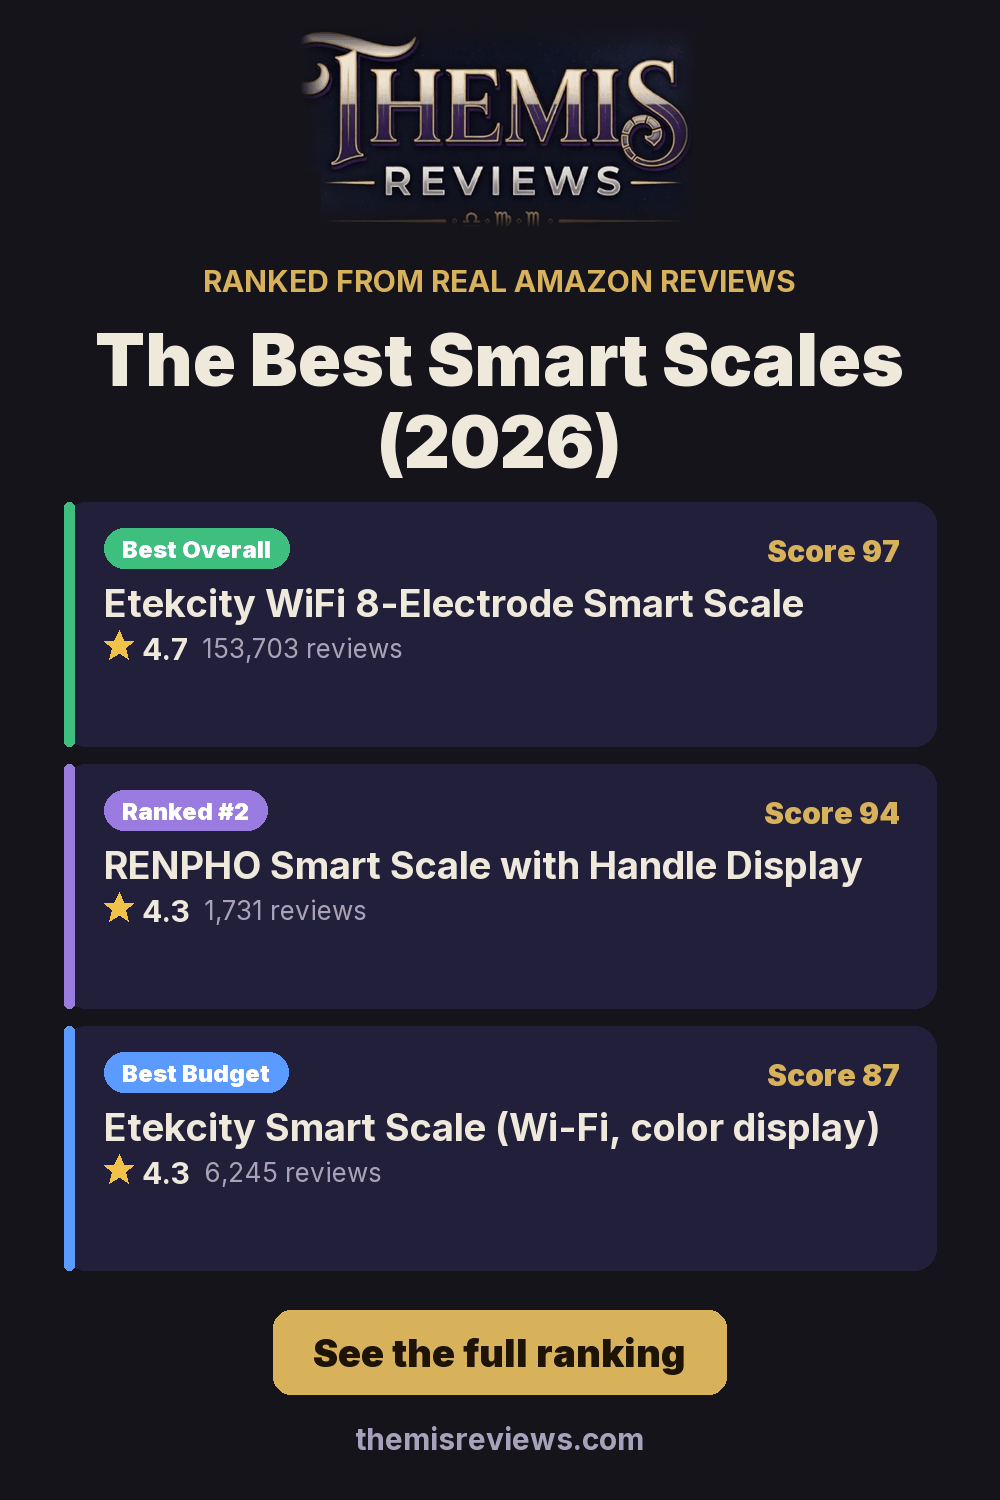 THEMIS
REVIEWS
♎ · ♍ · ♏
RANKED FROM REAL AMAZON REVIEWS
The Best Smart Scales
(2026)
Best Overall
Score 97
Etekcity WiFi 8-Electrode Smart Scale
4.7 153,703 reviews
Ranked #2
Score 94
RENPHO Smart Scale with Handle Display
4.3 1,731 reviews
Best Budget
Score 87
Etekcity Smart Scale (Wi-Fi, color display)
4.3 6,245 reviews
See the full ranking
themisreviews.com